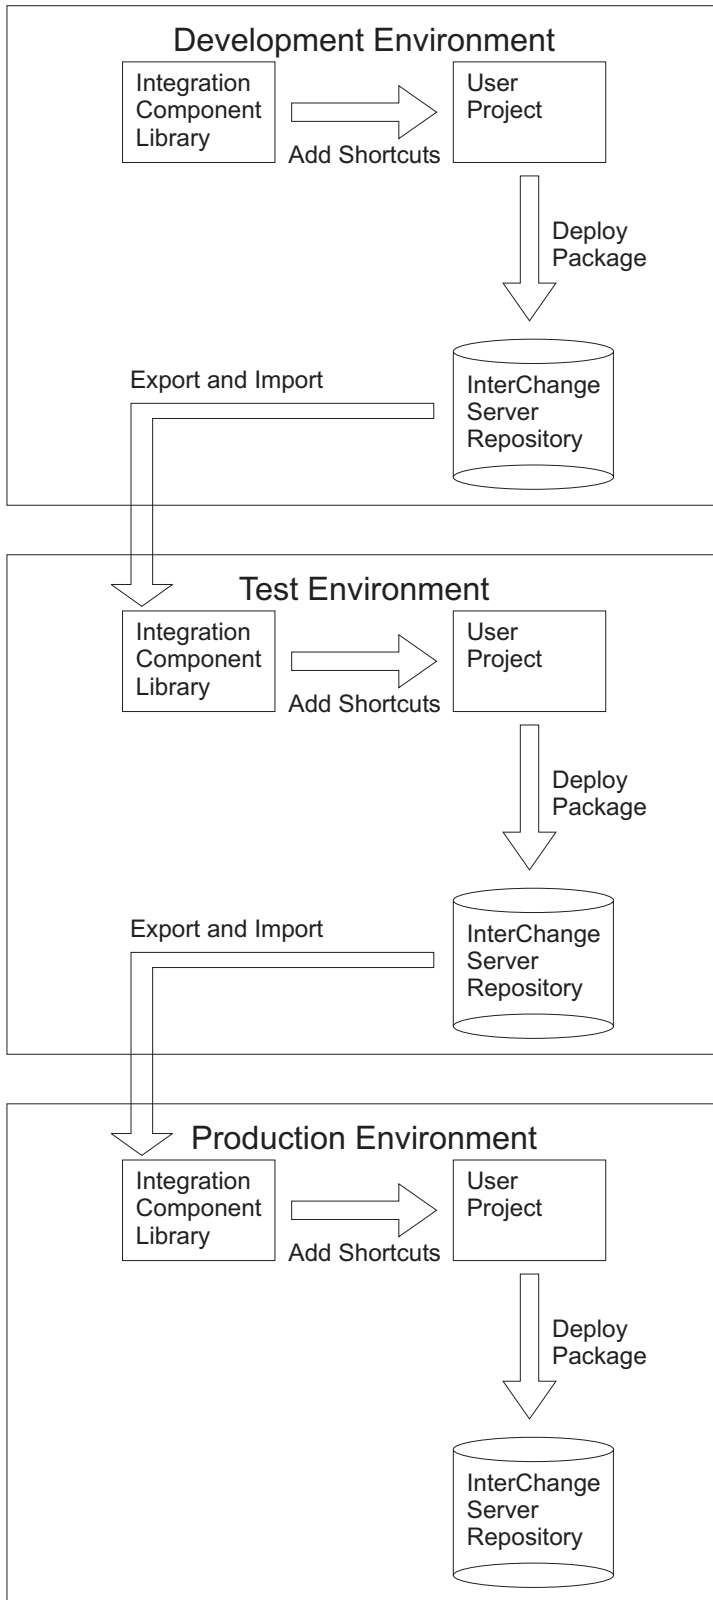 Development Environment
Integration
Component
Library
Add Shortcuts
User
Project
Deploy
Package
InterChange
Server
Repository
Export and Import
Test Environment
Integration
Component
Library
Add Shortcuts
User
Project
Deploy
Package
InterChange
Server
Repository
Export and Import
Production Environment
Integration
Component
Library
Add Shortcuts
User
Project
Deploy
Package
InterChange
Server
Repository